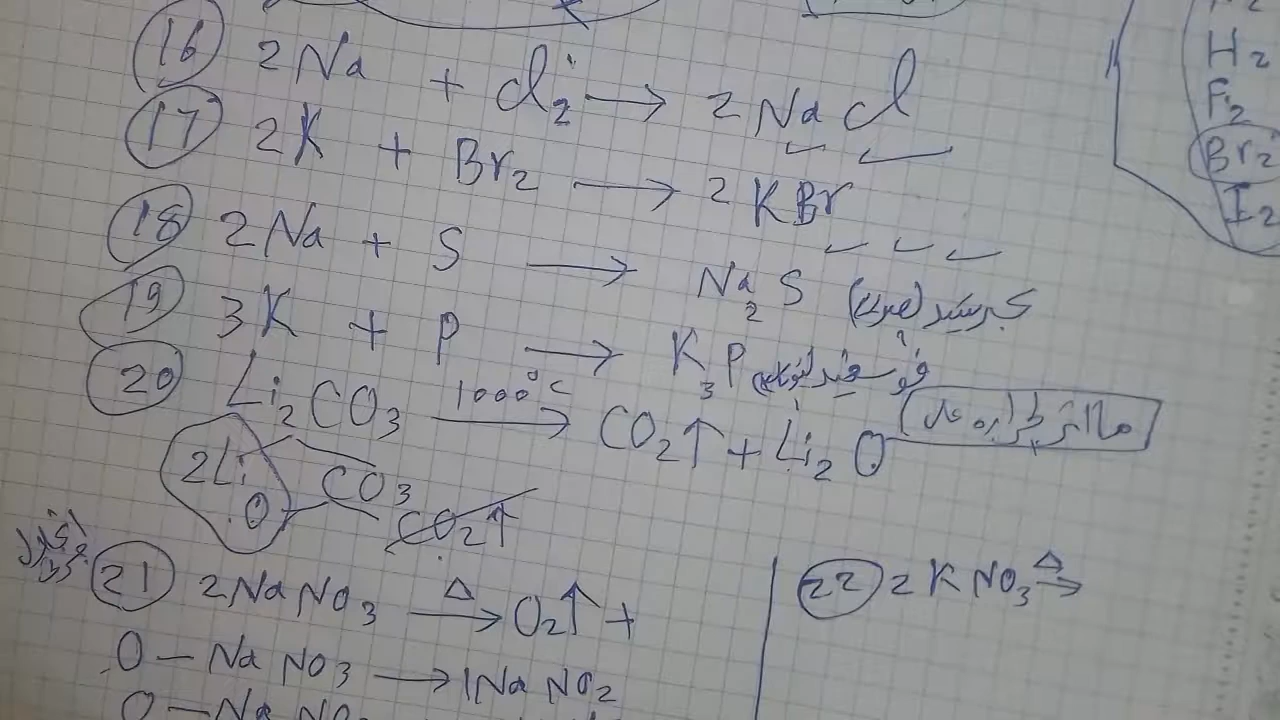 16 2Na + Cl2 → 2NaCl
17 2K + Br2 → 2KBr
18 2Na + S → Na2S
19 3K + P → K3P
20 Li2CO3 1000°C → CO2↑ + Li2O
2Li CO3
O CO2↑
21 2NaNO3 Δ → O2↑ +
O — NaNO3 → 1NaNO2
O — Na
22 2KNO3 Δ →
H2
F2
Br2
I2